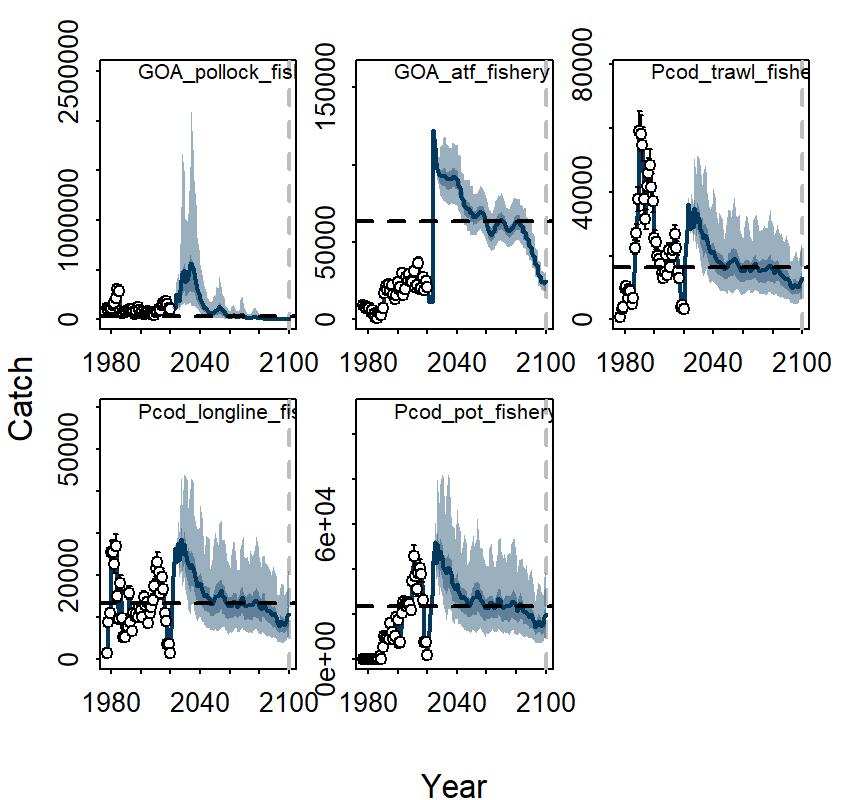 GOA_pollock_fish
GOA_atf_fishery
Pcod_trawl_fishe
0 1000000 2500000
0 50000 150000
0 40000 80000
1980 2040 2100
1980 2040 2100
1980 2040 2100
Catch
Pcod_longline_fis
Pcod_pot_fishery
0 20000 50000
0e+00 6e+04
1980 2040 2100
1980 2040 2100
Year